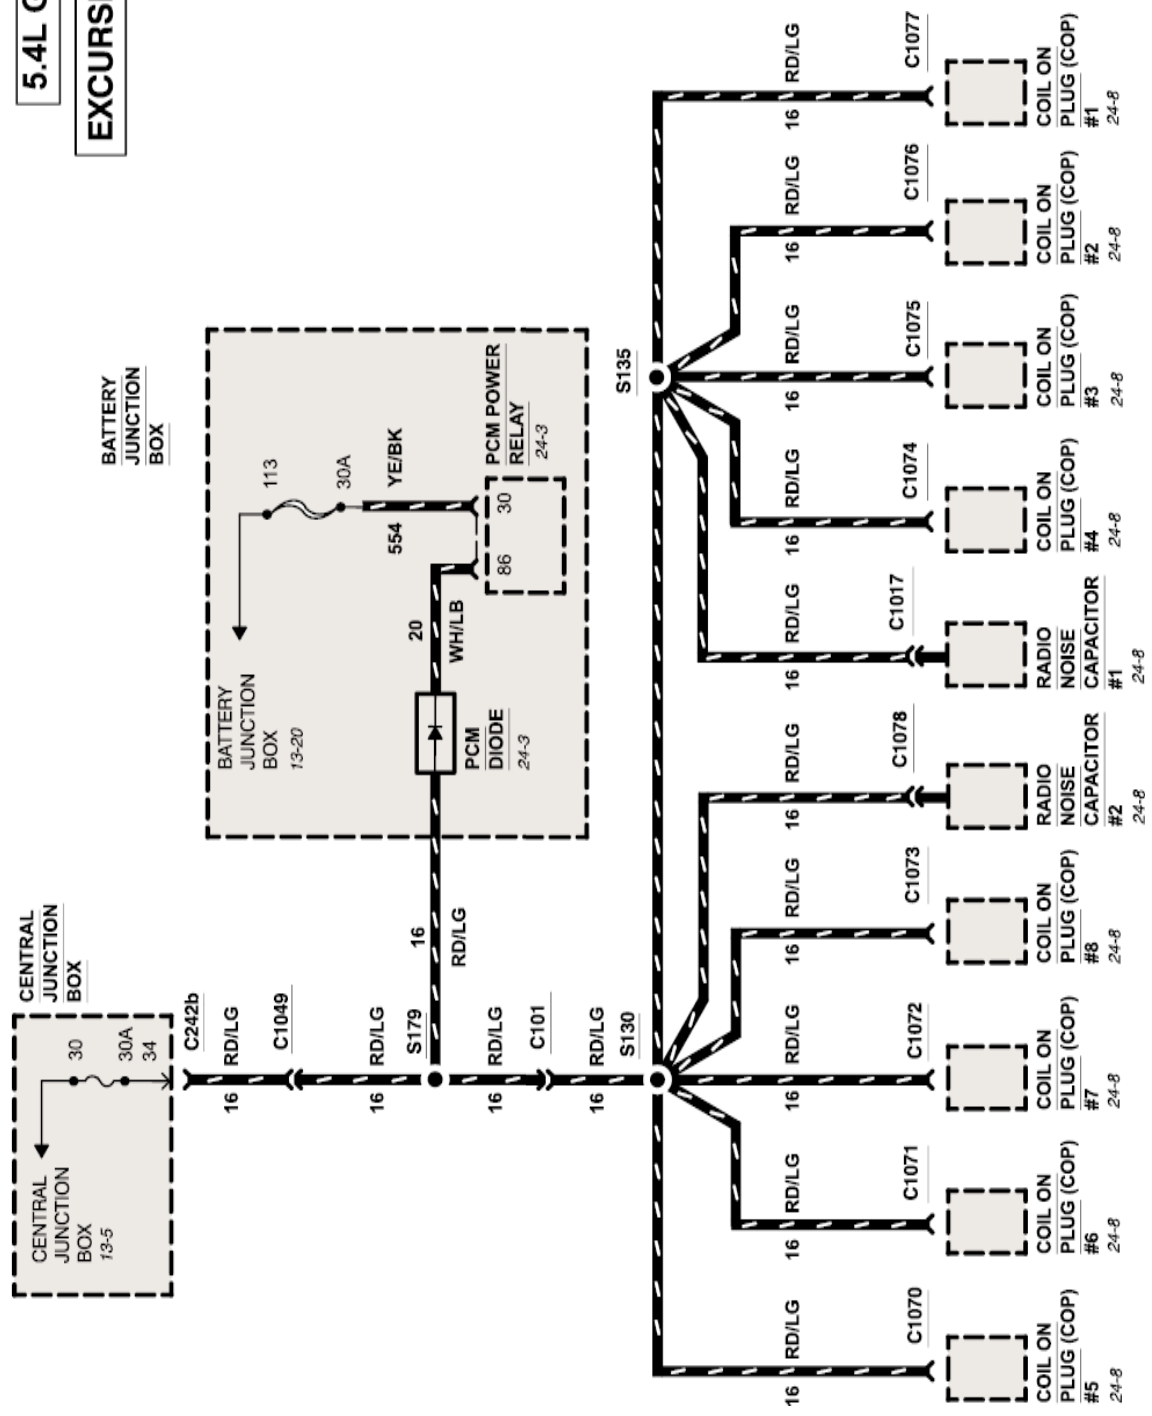 5.4L
EXCURSI
CENTRAL
JUNCTION
BOX
CENTRAL
JUNCTION
BOX
13-5
30
30A
34
C242b
16
RD/LG
C1049
16
RD/LG
S179
16
RD/LG
C101
16
RD/LG
S130
16
RD/LG
BATTERY
JUNCTION
BOX
BATTERY
JUNCTION
BOX
13-20
113
30A
554
YE/BK
20
WH/LB
86
30
PCM POWER
RELAY
24-3
PCM
DIODE
24-3
S135
16
RD/LG
C1070
COIL ON
PLUG (COP)
#5
24-8
16
RD/LG
C1071
COIL ON
PLUG (COP)
#6
24-8
16
RD/LG
C1072
COIL ON
PLUG (COP)
#7
24-8
16
RD/LG
C1073
COIL ON
PLUG (COP)
#8
24-8
16
RD/LG
C1078
RADIO
NOISE
CAPACITOR
#2
24-8
16
RD/LG
C1017
RADIO
NOISE
CAPACITOR
#1
24-8
16
RD/LG
C1074
COIL ON
PLUG (COP)
#4
24-8
16
RD/LG
C1075
COIL ON
PLUG (COP)
#3
24-8
16
RD/LG
C1076
COIL ON
PLUG (COP)
#2
24-8
16
RD/LG
C1077
COIL ON
PLUG (COP)
#1
24-8